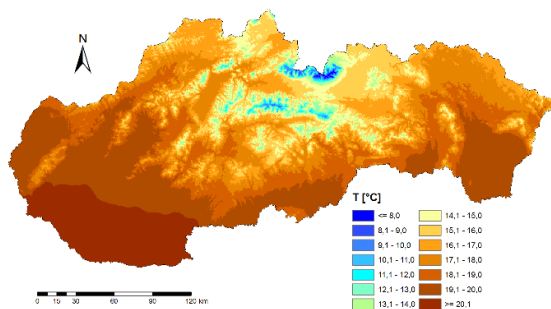 N
T [°C]
<= 8,0
8,1 - 9,0
9,1 - 10,0
10,1 - 11,0
11,1 - 12,0
12,1 - 13,0
13,1 - 14,0
14,1 - 15,0
15,1 - 16,0
16,1 - 17,0
17,1 - 18,0
18,1 - 19,0
19,1 - 20,0
>= 20,1
0 15 30 60 90 120 km